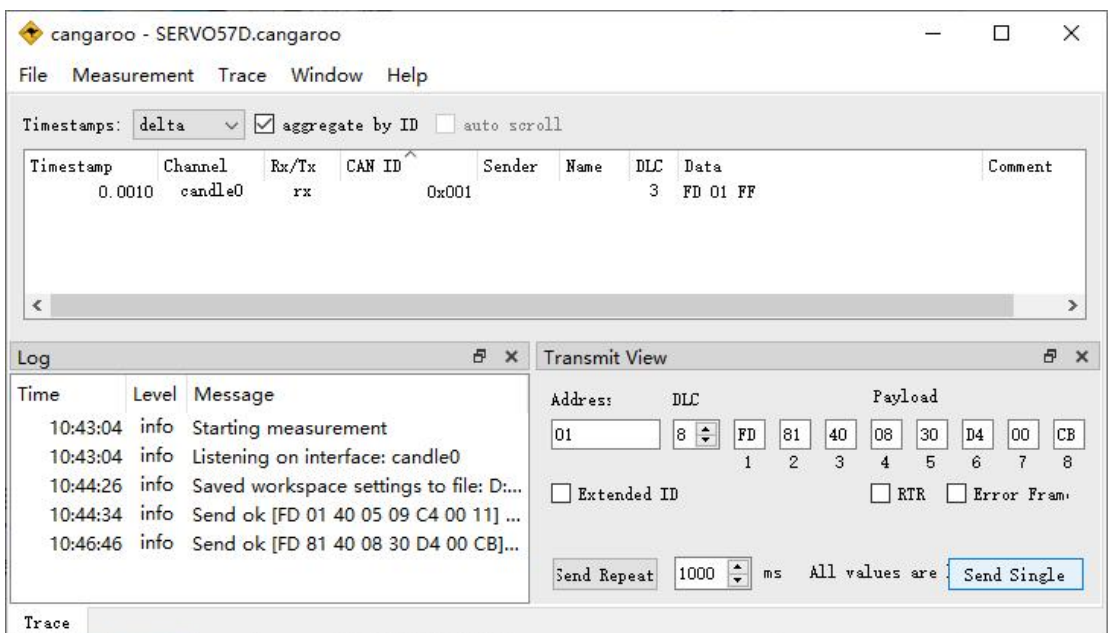 cangaroo - SERVO57D.cangaroo
File Measurement Trace Window Help
Timestamps: delta aggregate by ID auto scroll
Timestamp Channel Rx/Tx CAN ID Sender Name DLC Data Comment
0.0010 candle0 rx 0x001 3 FD 01 FF
Log
Time Level Message
10:43:04 info Starting measurement
10:43:04 info Listening on interface: candle0
10:44:26 info Saved workspace settings to file: D:...
10:44:34 info Send ok [FD 01 40 05 09 C4 00 11] ...
10:46:46 info Send ok [FD 81 40 08 30 D4 00 CB]...
Transmit View
Address DLC Payload
01 8 FD 81 40 08 30 D4 00 CB
1 2 3 4 5 6 7 8
Extended ID RTR Error Fram
Send Repeat 1000 ms All values are Send Single
Trace